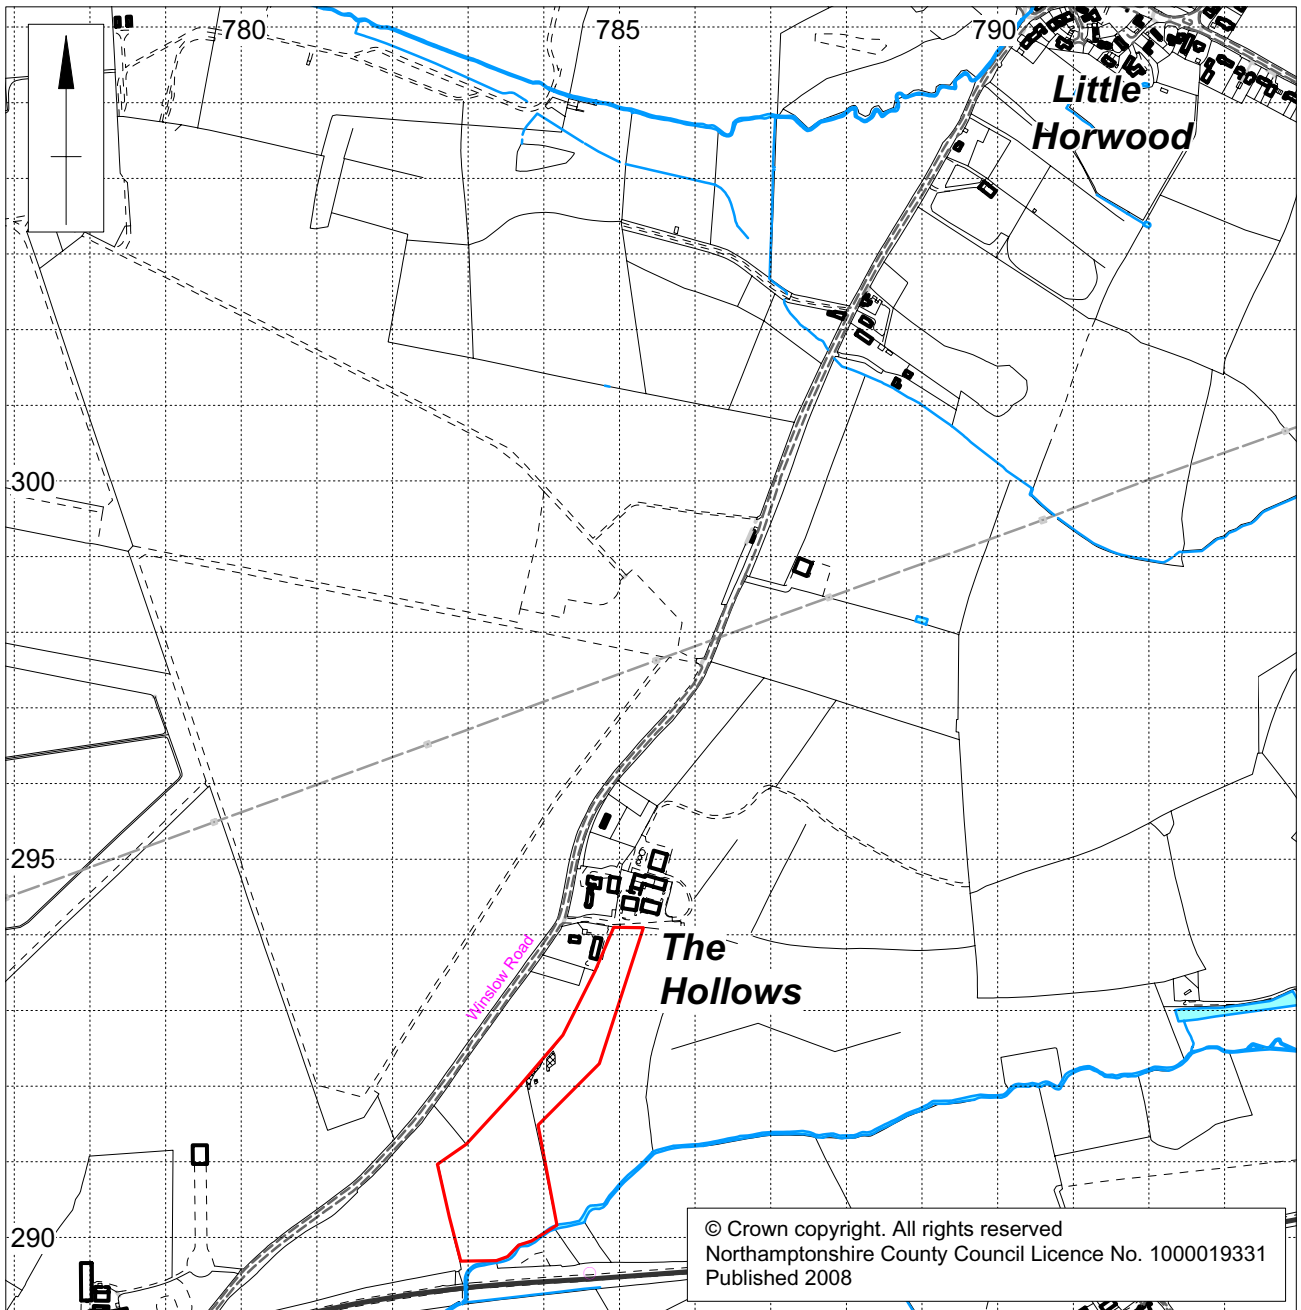 780
785
790
Little
Horwood
300
295
The
Hollows
Winslow Road
290
© Crown copyright. All rights reserved
Northamptonshire County Council Licence No. 1000019331
Published 2008